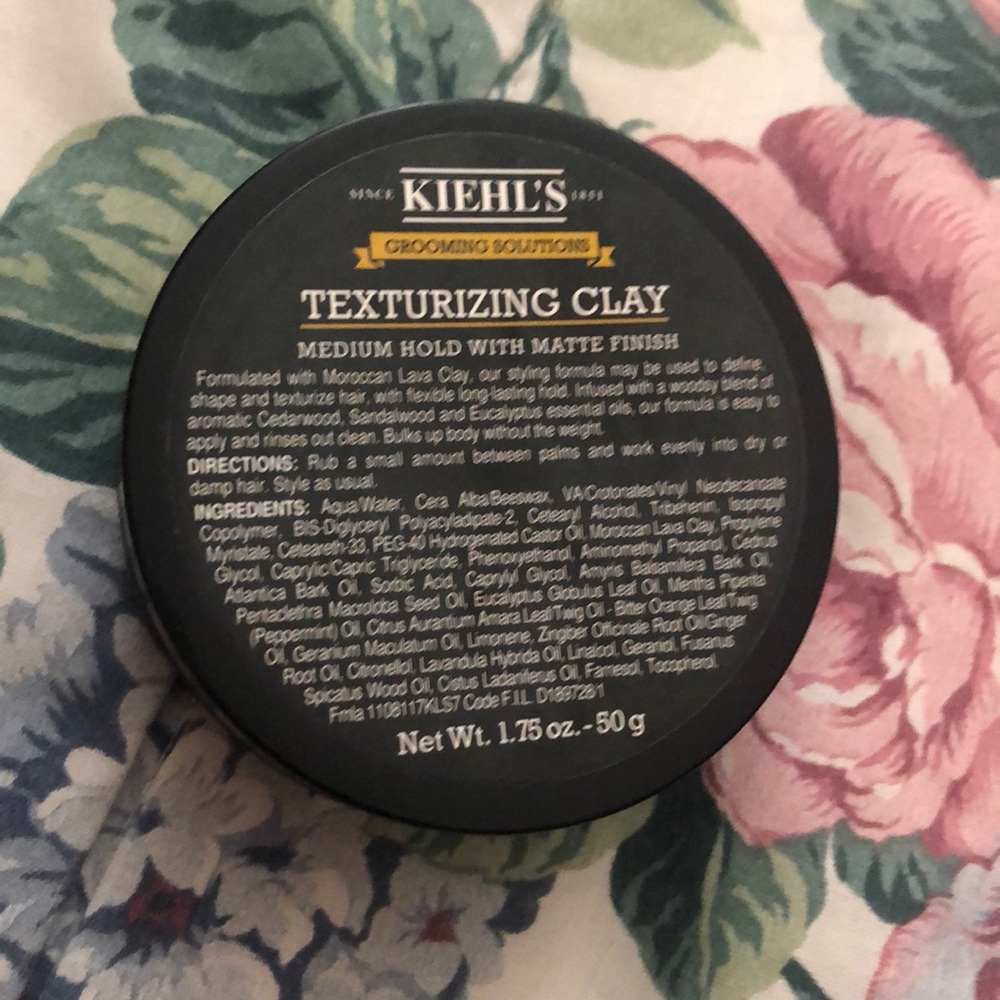 SINCE KIEHL'S 1851
GROOMING SOLUTIONS
TEXTURIZING CLAY
MEDIUM HOLD WITH MATTE FINISH
Formulated with Moroccan Lava Clay, our styling formula may be used to define,
shape and texturize hair, with flexible long-lasting hold. Infused with a woodsy blend of
aromatic Cedarwood, Sandalwood and Eucalyptus essential oils, our formula is easy to
apply and rinses out clean. Bulks up body without the weight.
DIRECTIONS: Rub a small amount between palms and work evenly into dry or
damp hair. Style as usual.
INGREDIENTS: Aqua/Water, Cera Alba/Beeswax, VA/Crotonates/Vinyl Neodecanoate
Copolymer, BIS-Diglyceryl Polyacyladipate-2, Cetearyl Alcohol, Tribehenin, Isopropyl
Myristate, Ceteareth-33, PEG-40 Hydrogenated Castor Oil, Moroccan Lava Clay, Propylene
Glycol, Caprylic/Capric Triglyceride, Phenoxyethanol, Aminomethyl Propanol, Cedrus
Atlantica Bark Oil, Sorbic Acid, Caprylyl Glycol, Amyris Balsamifera Bark Oil,
Pentaclethra Macroloba Seed Oil, Eucalyptus Globulus Leaf Oil, Mentha Piperita
(Peppermint) Oil, Citrus Aurantium Amara Leaf/Twig Oil - Bitter Orange Leaf/Twig
Oil, Geranium Maculatum Oil, Limonene, Zingiber Officinale Root Oil/Ginger
Root Oil, Citronellol, Lavandula Hybrida Oil, Linalool, Geraniol, Fusanus
Spicatus Wood Oil, Cistus Ladaniferus Oil, Farnesol, Tocopherol.
Fmla 1108117KLS7 Code F.I.L. D189728/1
Net Wt. 1.75 oz. - 50 g